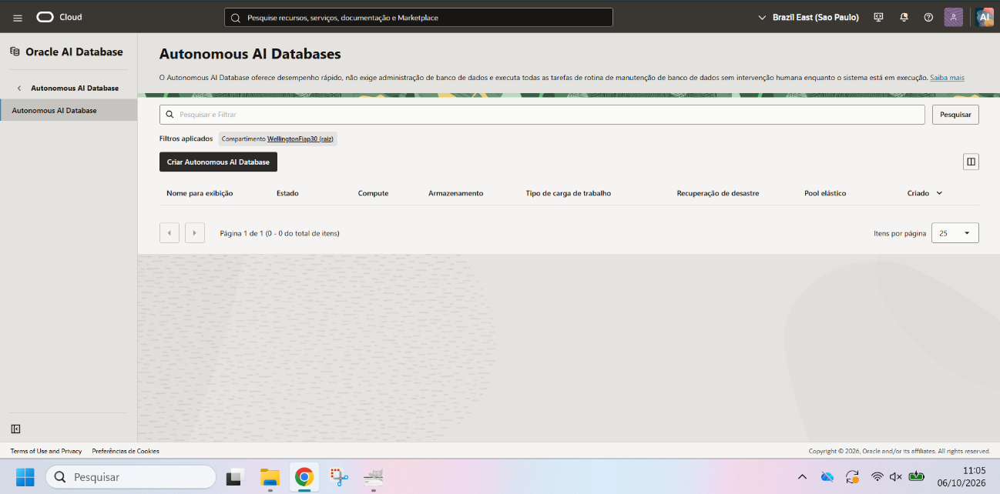 Cloud
Pesquise recursos, serviços, documentação e Marketplace
Brazil East (Sao Paulo)
AI
Oracle AI Database
Autonomous AI Database
Autonomous AI Database
Autonomous AI Databases
O Autonomous AI Database oferece desempenho rápido, não exige administração de banco de dados e executa todas as tarefas de rotina de manutenção de banco de dados sem intervenção humana enquanto o sistema está em execução. Saiba mais
Pesquisar e Filtrar
Pesquisar
Filtros aplicados
Compartimento WellingtonFiap30 (raiz)
Criar Autonomous AI Database
Nome para exibição Estado Compute Armazenamento Tipo de carga de trabalho Recuperação de desastre Pool elástico Criado
Página 1 de 1 (0 - 0 do total de itens)
Itens por página 25
Terms of Use and Privacy Preferências de Cookies
Copyright © 2026, Oracle and/or its affiliates. All rights reserved.
Pesquisar
11:05
06/10/2026